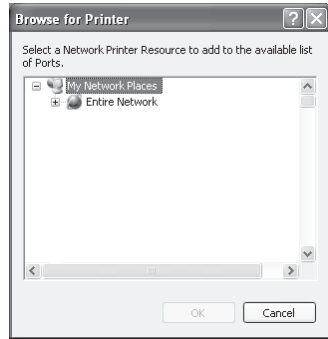 Browse for Printer
Select a Network Printer Resource to add to the available list
of Ports.
My Network Places
Entire Network
OK
Cancel